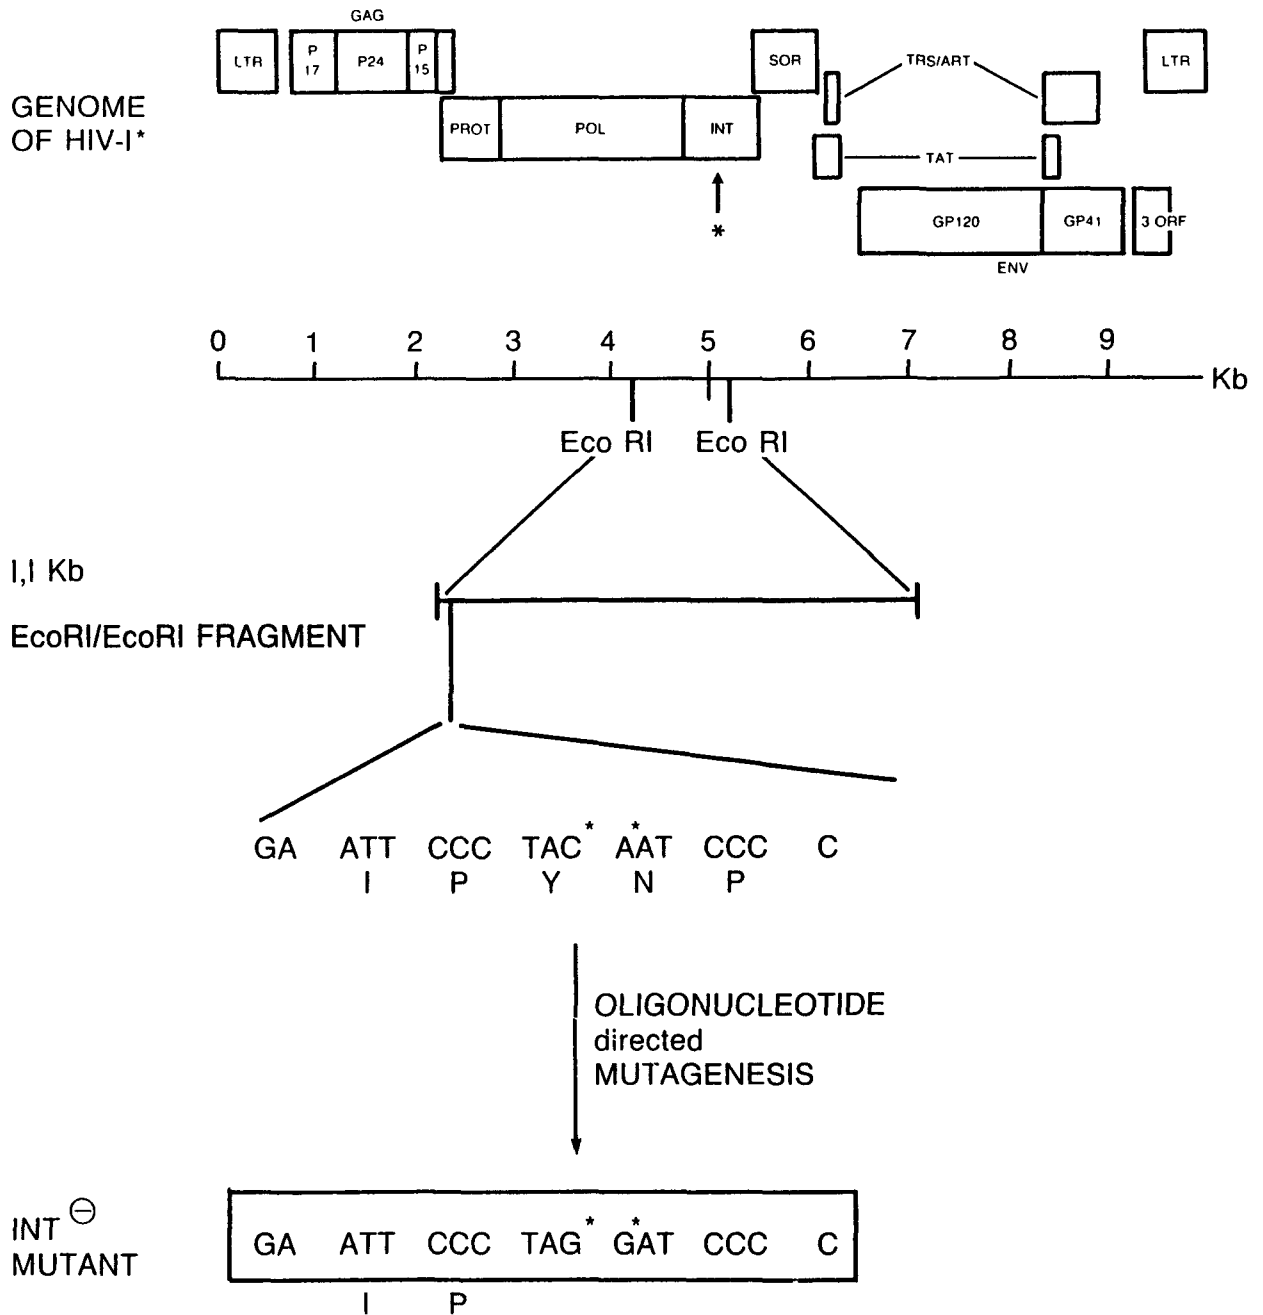 GAG
LTR
P 17
P24
P 15
SOR
TRS/ART
LTR
GENOME
OF HIV-I*
PROT
POL
INT
TAT
*
GP120
GP41
3 ORF
ENV
0 1 2 3 4 5 6 7 8 9
Kb
Eco RI
Eco RI
I,I Kb
EcoRI/EcoRI FRAGMENT
GA ATT CCC TAC* A*AT CCC C
I P Y N P
OLIGONUCLEOTIDE
directed
MUTAGENESIS
INT ⊖
MUTANT
GA ATT CCC TAG* G*AT CCC C
I P